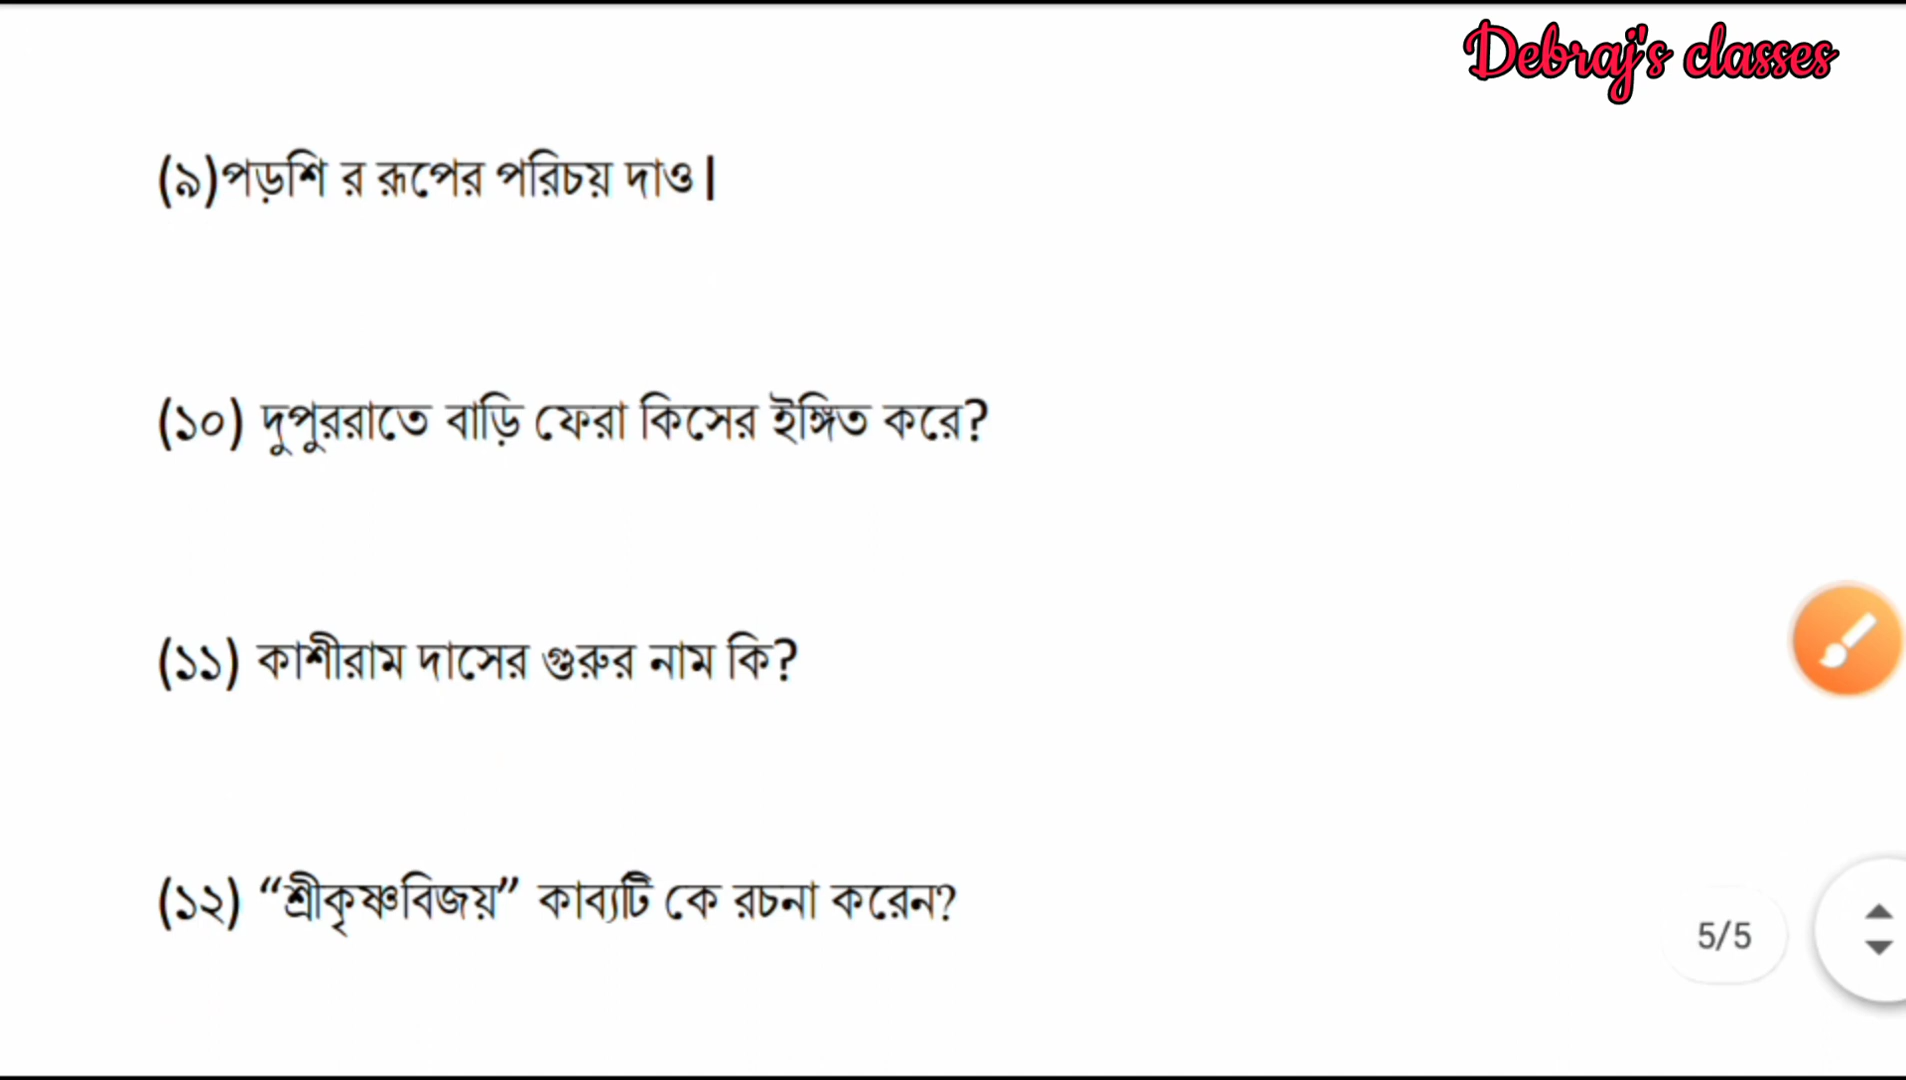 Debraj's classes
(৯)পড়শি র রূপের পরিচয় দাও।
(১০) দুপুররাতে বাড়ি ফেরা কিসের ইঙ্গিত করে?
(১১) কাশীরাম দাসের গুরুর নাম কি?
(১২) “শ্রীকৃষ্ণবিজয়” কাব্যটি কে রচনা করেন?
5/5